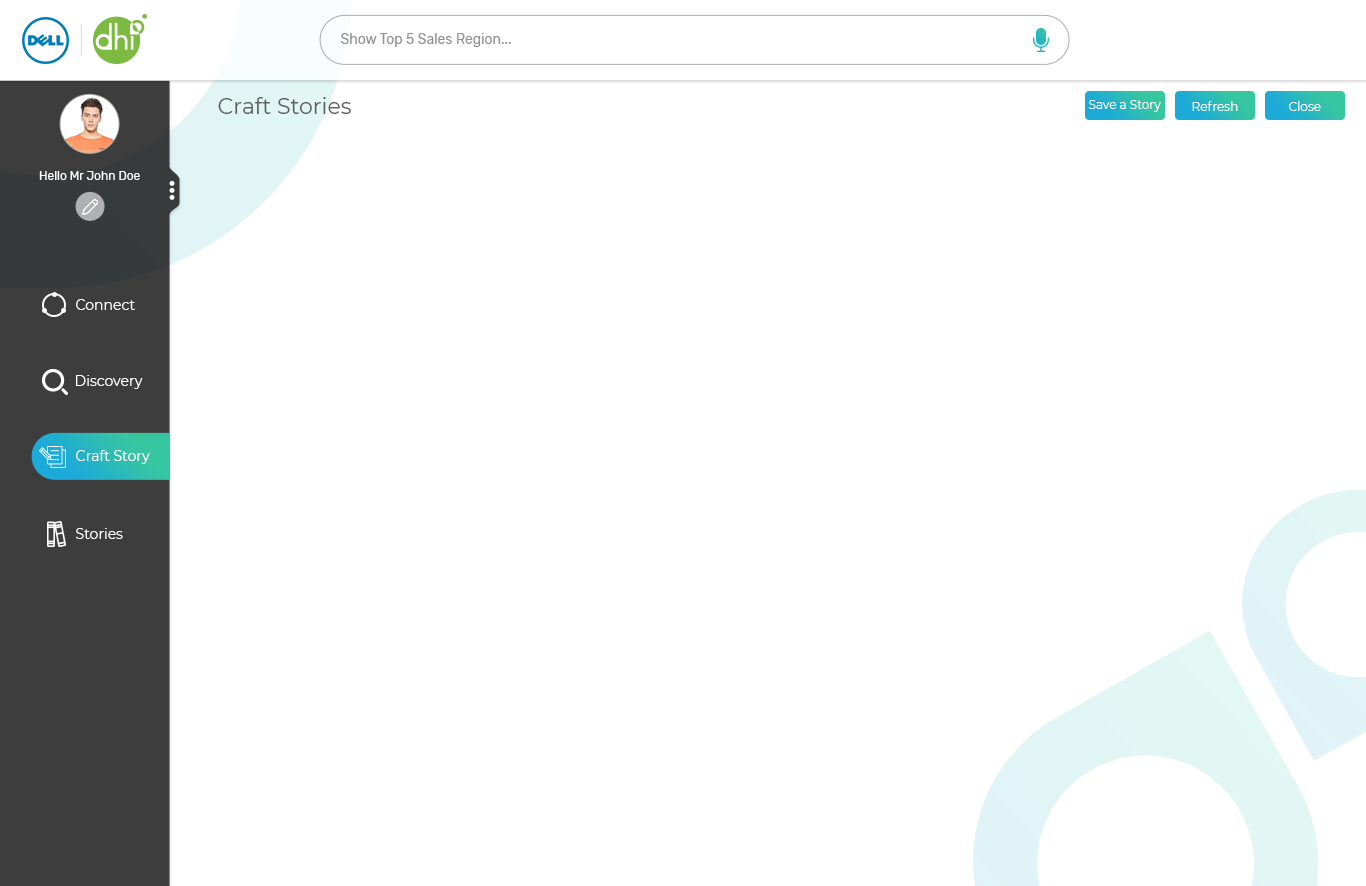 DELL
dhi
Show Top 5 Sales Region...
Craft Stories
Save a Story
Refresh
Close
Hello Mr John Doe
Connect
Discovery
Craft Story
Stories